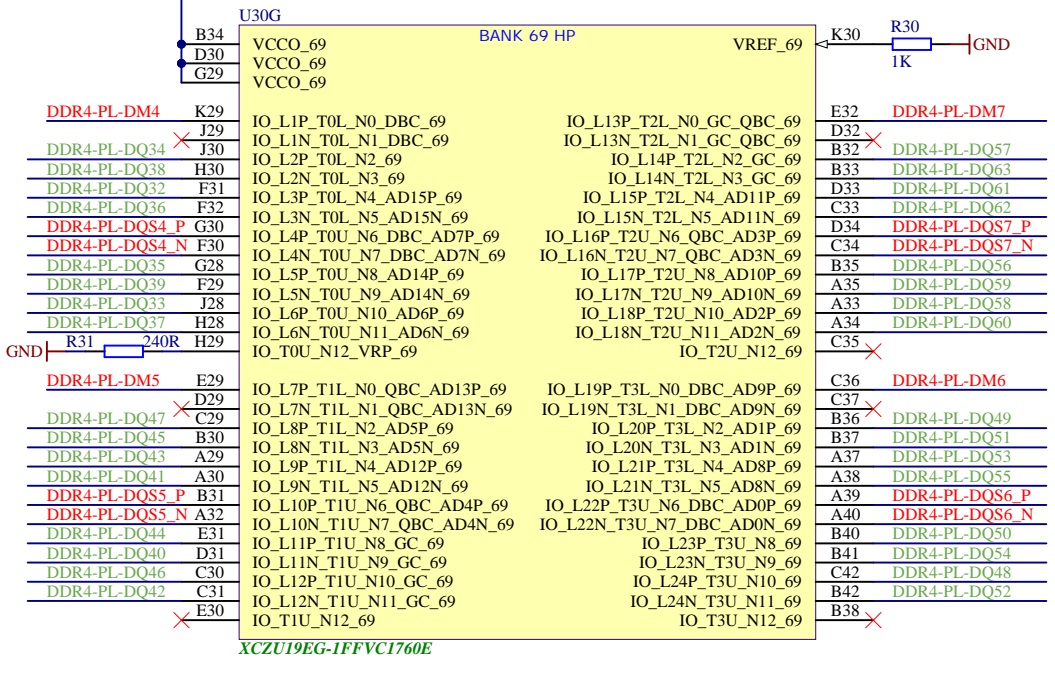 U30G
BANK 69 HP
B34 VCCO_69 VREF_69 K30 R30 1K GND
D30 VCCO_69
G29 VCCO_69
DDR4-PL-DM4 K29 IO_L1P_T0L_N0_DBC_69 IO_L13P_T2L_N0_GC_QBC_69 E32 DDR4-PL-DM7
J29 IO_L1N_T0L_N1_DBC_69 IO_L13N_T2L_N1_GC_QBC_69 D32
DDR4-PL-DQ34 J30 IO_L2P_T0L_N2_69 IO_L14P_T2L_N2_GC_69 B32 DDR4-PL-DQ57
DDR4-PL-DQ38 H30 IO_L2N_T0L_N3_69 IO_L14N_T2L_N3_GC_69 B33 DDR4-PL-DQ63
DDR4-PL-DQ32 F31 IO_L3P_T0L_N4_AD15P_69 IO_L15P_T2L_N4_AD11P_69 D33 DDR4-PL-DQ61
DDR4-PL-DQ36 F32 IO_L3N_T0L_N5_AD15N_69 IO_L15N_T2L_N5_AD11N_69 C33 DDR4-PL-DQ62
DDR4-PL-DQS4_P G30 IO_L4P_T0U_N6_DBC_AD7P_69 IO_L16P_T2U_N6_QBC_AD3P_69 D34 DDR4-PL-DQS7_P
DDR4-PL-DQS4_N F30 IO_L4N_T0U_N7_DBC_AD7N_69 IO_L16N_T2U_N7_QBC_AD3N_69 C34 DDR4-PL-DQS7_N
DDR4-PL-DQ35 G28 IO_L5P_T0U_N8_AD14P_69 IO_L17P_T2U_N8_AD10P_69 B35 DDR4-PL-DQ56
DDR4-PL-DQ39 F29 IO_L5N_T0U_N9_AD14N_69 IO_L17N_T2U_N9_AD10N_69 A35 DDR4-PL-DQ59
DDR4-PL-DQ33 J28 IO_L6P_T0U_N10_AD6P_69 IO_L18P_T2U_N10_AD2P_69 A33 DDR4-PL-DQ58
DDR4-PL-DQ37 H28 IO_L6N_T0U_N11_AD6N_69 IO_L18N_T2U_N11_AD2N_69 A34 DDR4-PL-DQ60
GND R31 240R H29 IO_T0U_N12_VRP_69 IO_T2U_N12_69 C35
DDR4-PL-DM5 E29 IO_L7P_T1L_N0_QBC_AD13P_69 IO_L19P_T3L_N0_DBC_AD9P_69 C36 DDR4-PL-DM6
D29 IO_L7N_T1L_N1_QBC_AD13N_69 IO_L19N_T3L_N1_DBC_AD9N_69 C37
DDR4-PL-DQ47 C29 IO_L8P_T1L_N2_AD5P_69 IO_L20P_T3L_N2_AD1P_69 B36 DDR4-PL-DQ49
DDR4-PL-DQ45 B30 IO_L8N_T1L_N3_AD5N_69 IO_L20N_T3L_N3_AD1N_69 B37 DDR4-PL-DQ51
DDR4-PL-DQ43 A29 IO_L9P_T1L_N4_AD12P_69 IO_L21P_T3L_N4_AD8P_69 A37 DDR4-PL-DQ53
DDR4-PL-DQ41 A30 IO_L9N_T1L_N5_AD12N_69 IO_L21N_T3L_N5_AD8N_69 A38 DDR4-PL-DQ55
DDR4-PL-DQS5_P B31 IO_L10P_T1U_N6_QBC_AD4P_69 IO_L22P_T3U_N6_DBC_AD0P_69 A39 DDR4-PL-DQS6_P
DDR4-PL-DQS5_N A32 IO_L10N_T1U_N7_QBC_AD4N_69 IO_L22N_T3U_N7_DBC_AD0N_69 A40 DDR4-PL-DQS6_N
DDR4-PL-DQ44 E31 IO_L11P_T1U_N8_GC_69 IO_L23P_T3U_N8_69 B40 DDR4-PL-DQ50
DDR4-PL-DQ40 D31 IO_L11N_T1U_N9_GC_69 IO_L23N_T3U_N9_69 B41 DDR4-PL-DQ54
DDR4-PL-DQ46 C30 IO_L12P_T1U_N10_GC_69 IO_L24P_T3U_N10_69 C42 DDR4-PL-DQ48
DDR4-PL-DQ42 C31 IO_L12N_T1U_N11_GC_69 IO_L24N_T3U_N11_69 B42 DDR4-PL-DQ52
E30 IO_T1U_N12_69 IO_T3U_N12_69 B38
XCZU19EG-1FFVC1760E